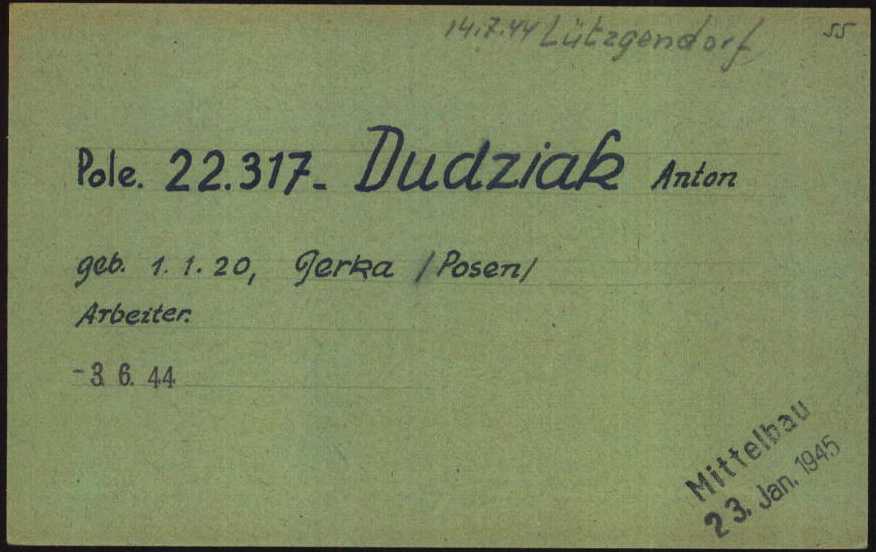 14.7.44 Lützgendorf 55
Pole. 22.317- Dudziak Anton
geb. 1. 1. 20, Jerka /Posen/
Arbeiter.
- 3. 6. 44
Mittelbau
23. Jan. 1945